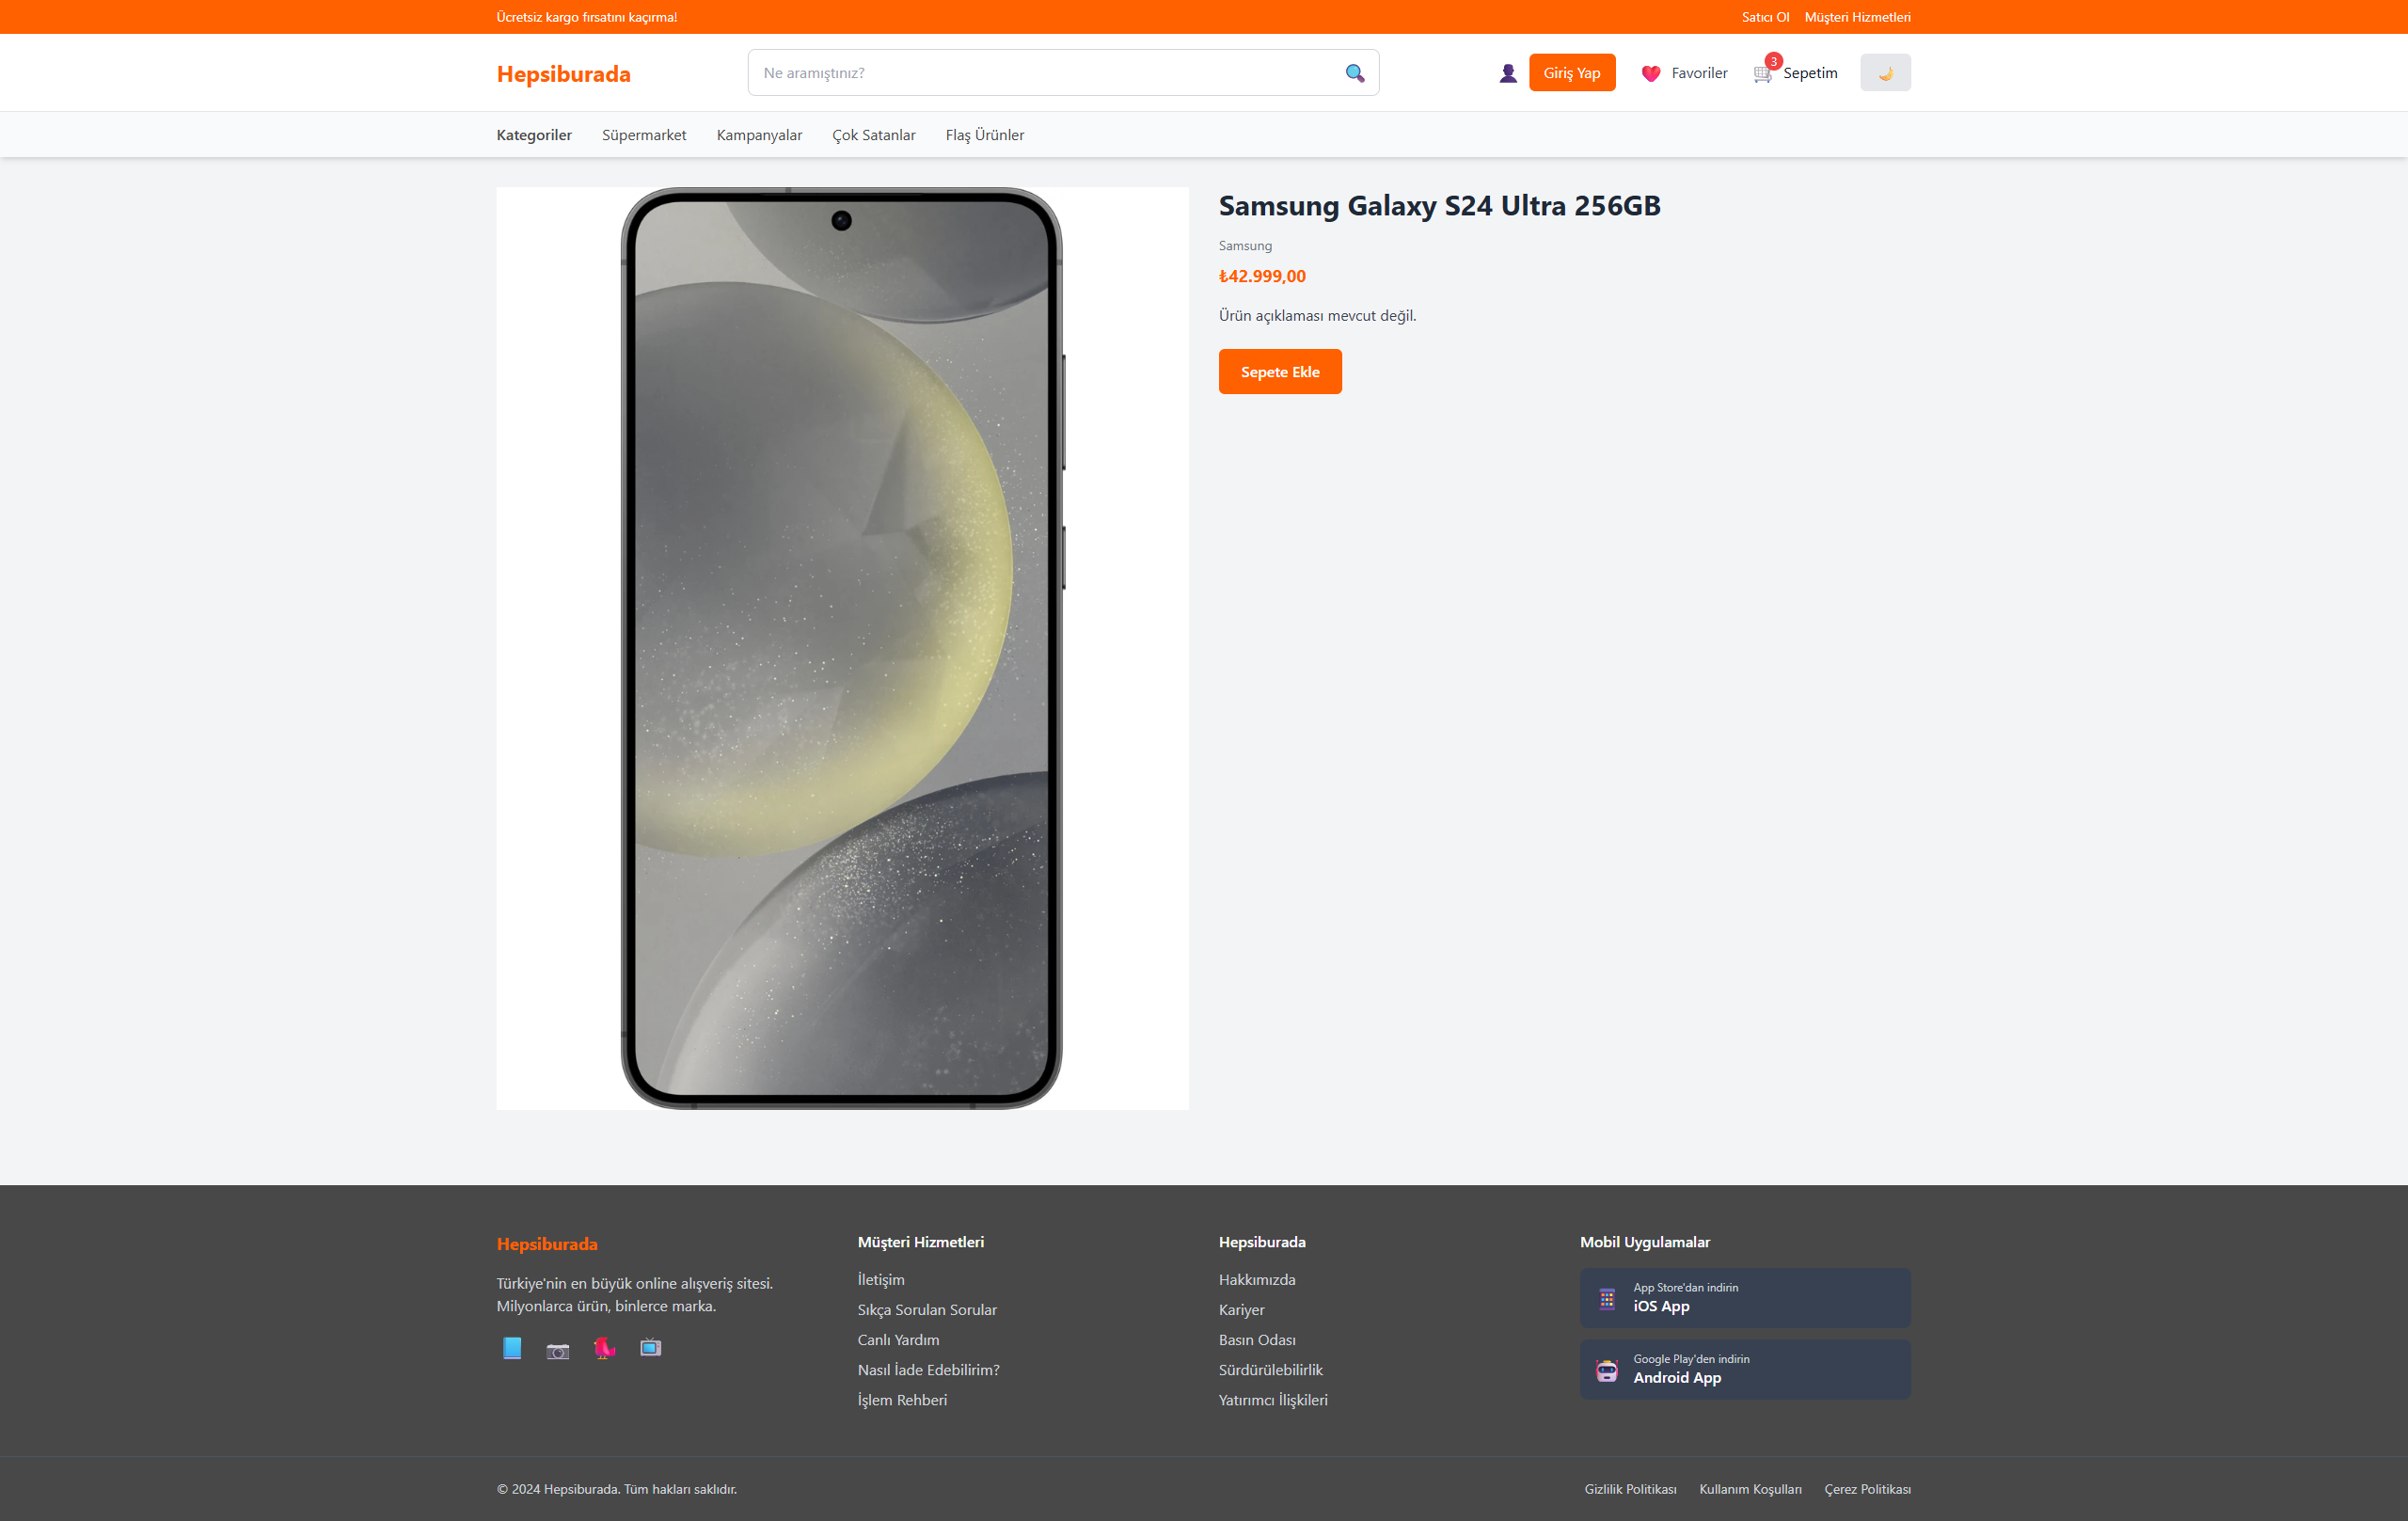 Ücretsiz kargo fırsatını kaçırma!
Satıcı Ol
Müşteri Hizmetleri
Hepsiburada
Ne aramıştınız?
Giriş Yap
Favoriler
3
Sepetim
Kategoriler
Süpermarket
Kampanyalar
Çok Satanlar
Flaş Ürünler
Samsung Galaxy S24 Ultra 256GB
Samsung
₺42.999,00
Ürün açıklaması mevcut değil.
Sepete Ekle
Hepsiburada
Türkiye'nin en büyük online alışveriş sitesi.
Milyonlarca ürün, binlerce marka.
Müşteri Hizmetleri
İletişim
Sıkça Sorulan Sorular
Canlı Yardım
Nasıl İade Edebilirim?
İşlem Rehberi
Hepsiburada
Hakkımızda
Kariyer
Basın Odası
Sürdürülebilirlik
Yatırımcı İlişkileri
Mobil Uygulamalar
App Store'dan indirin
iOS App
Google Play'den indirin
Android App
© 2024 Hepsiburada. Tüm hakları saklıdır.
Gizlilik Politikası
Kullanım Koşulları
Çerez Politikası